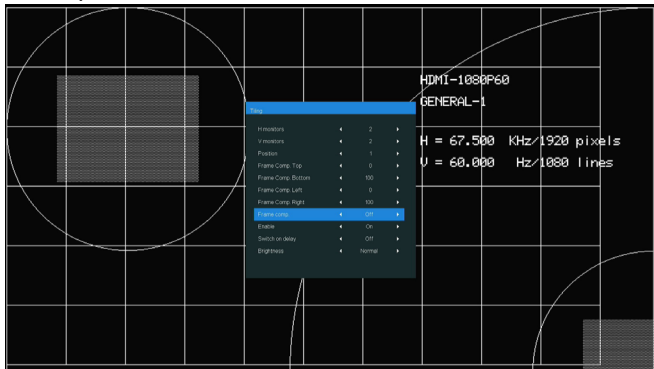 HDMI-1080P60
GENERAL-1
H = 67.500 KHz/1920 pixels
V = 60.000 Hz/1080 lines
Tiling
H monitors 2
V monitors 2
Position 1
Frame Comp. Top 0
Frame Comp. Bottom 100
Frame Comp. Left 0
Frame Comp. Right 100
Frame comp. Off
Enable On
Switch on delay Off
Brightness Normal